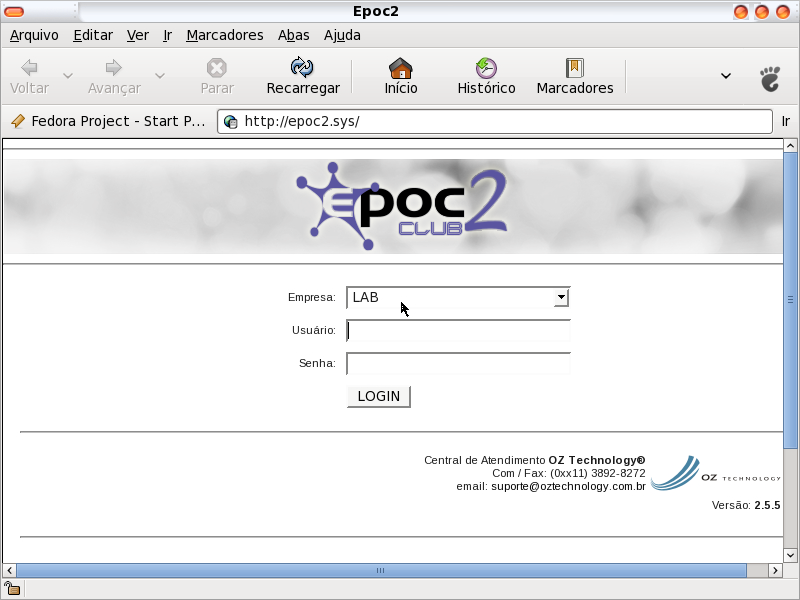 Epoc2
Arquivo Editar Ver Ir Marcadores Abas Ajuda
Voltar Avançar Parar Recarregar Início Histórico Marcadores
Fedora Project - Start P... http://epoc2.sys/ Ir
Epoc2
CLUB
Empresa: LAB
Usuário:
Senha:
LOGIN
Central de Atendimento OZ Technology®
Com / Fax: (0xx11) 3892-8272
email: suporte@oztechnology.com.br
OZ TECHNOLOGY
Versão: 2.5.5